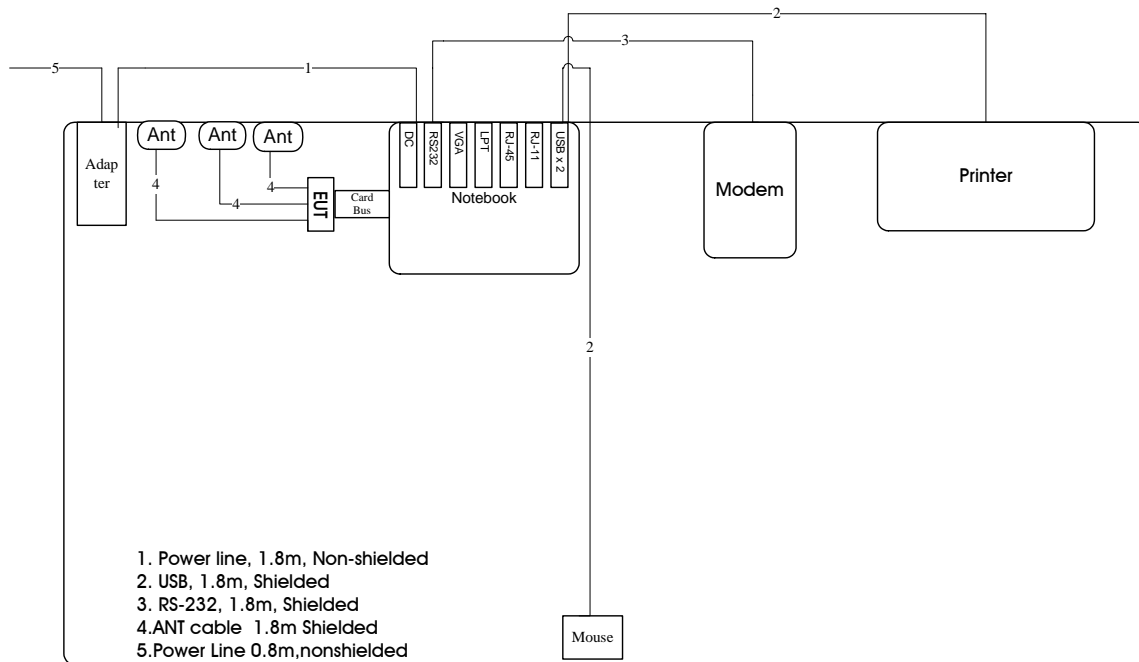 2
3
5
1
Ant
Ant
Ant
Adap
ter
DC
RS232
VGA
LPT
RJ-45
RJ-11
USB x 2
4
4
4
EUT
Card
Bus
Notebook
Modem
Printer
2
1. Power line, 1.8m, Non-shielded
2. USB, 1.8m, Shielded
3. RS-232, 1.8m, Shielded
4.ANT cable 1.8m Shielded
5.Power Line 0.8m,nonshielded
Mouse